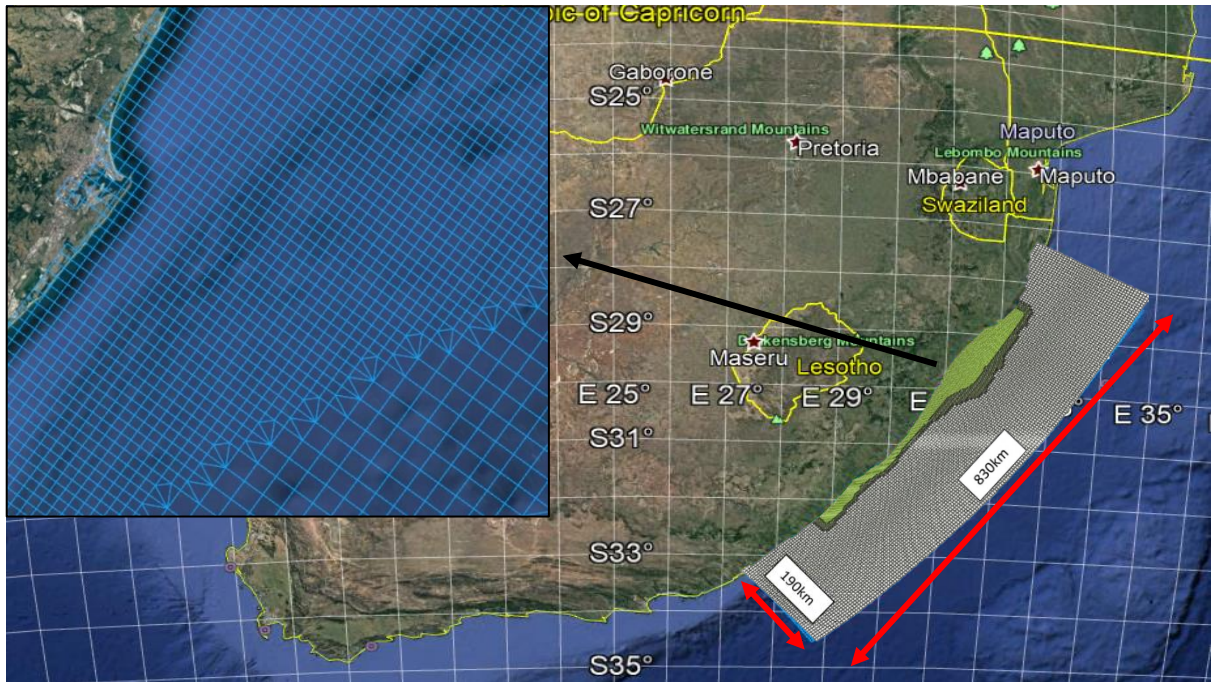 pic of Capricorn
Gaborone
S25°
Witwatersrand Mountains
Pretoria
Maputo
Lebombo Mountains
Mbabane
Maputo
Swaziland
S27°
S29°
Mountains
Maseru
Lesotho
E 25°
E 27°
E 29°
E
E 35°
S31°
830km
S33°
190km
S35°